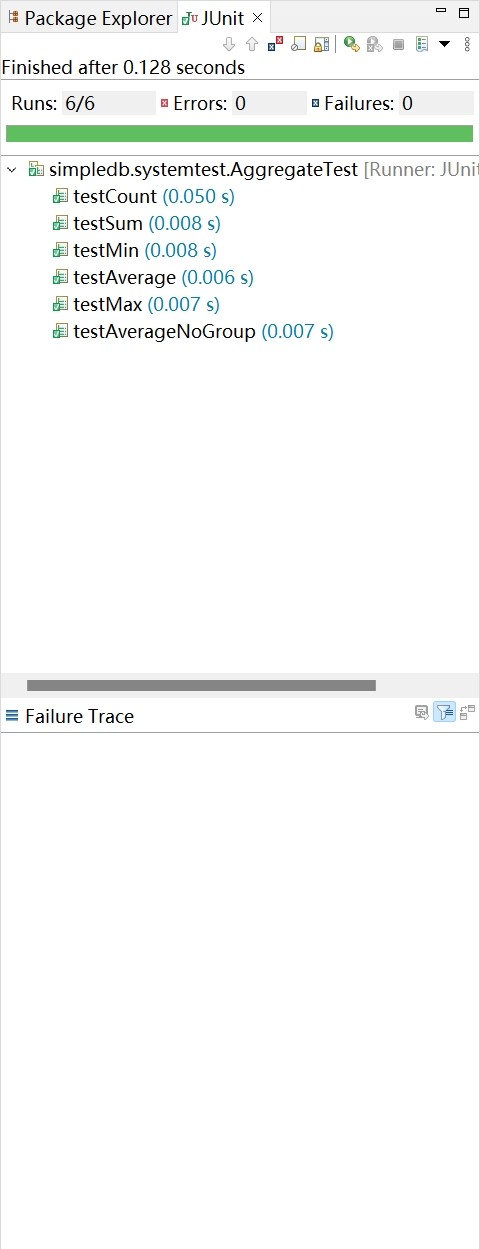 Package Explorer JUnit
Finished after 0.128 seconds
Runs: 6/6 Errors: 0 Failures: 0
simpledb.systemtest.AggregateTest [Runner: JUnit
testCount (0.050 s)
testSum (0.008 s)
testMin (0.008 s)
testAverage (0.006 s)
testMax (0.007 s)
testAverageNoGroup (0.007 s)
Failure Trace